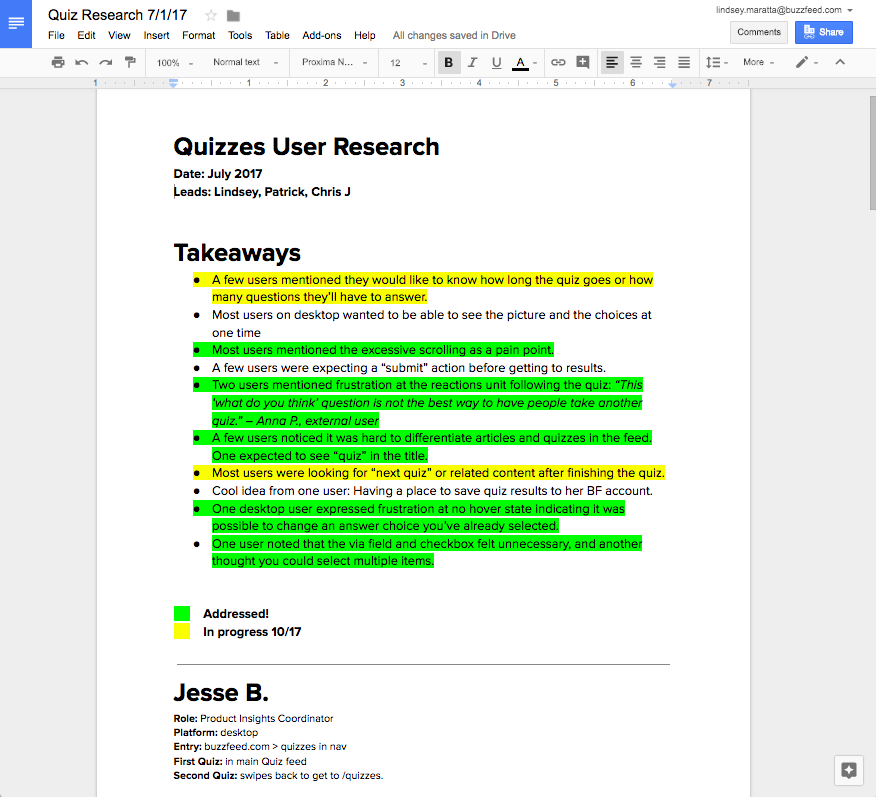 Quiz Research 7/1/17
lindsey.maratta@buzzfeed.com
File Edit View Insert Format Tools Table Add-ons Help All changes saved in Drive
Comments Share
100% Normal text Proxima N... 12 B I U A More
1 1 2 3 4 5 6 7
Quizzes User Research
Date: July 2017
Leads: Lindsey, Patrick, Chris J
Takeaways
● A few users mentioned they would like to know how long the quiz goes or how
many questions they'll have to answer.
● Most users on desktop wanted to be able to see the picture and the choices at
one time
● Most users mentioned the excessive scrolling as a pain point.
● A few users were expecting a “submit” action before getting to results.
● Two users mentioned frustration at the reactions unit following the quiz: “This
‘what do you think’ question is not the best way to have people take another
quiz.” – Anna P., external user
● A few users noticed it was hard to differentiate articles and quizzes in the feed.
One expected to see “quiz” in the title.
● Most users were looking for “next quiz” or related content after finishing the quiz.
● Cool idea from one user: Having a place to save quiz results to her BF account.
● One desktop user expressed frustration at no hover state indicating it was
possible to change an answer choice you've already selected.
● One user noted that the via field and checkbox felt unnecessary, and another
thought you could select multiple items.
Addressed!
In progress 10/17
Jesse B.
Role: Product Insights Coordinator
Platform: desktop
Entry: buzzfeed.com > quizzes in nav
First Quiz: in main Quiz feed
Second Quiz: swipes back to get to /quizzes.